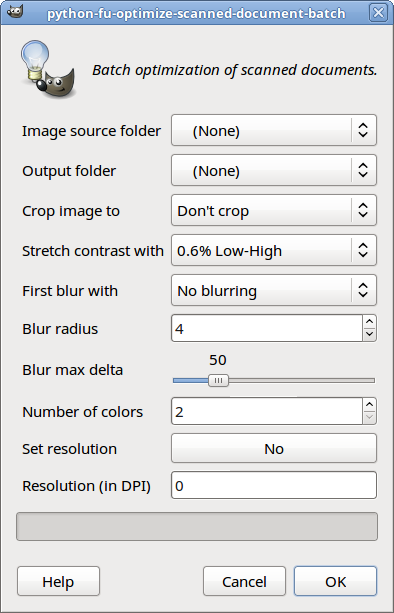 python-fu-optimize-scanned-document-batch
Batch optimization of scanned documents.
Image source folder (None)
Output folder (None)
Crop image to Don't crop
Stretch contrast with 0.6% Low-High
First blur with No blurring
Blur radius 4
50
Blur max delta
Number of colors 2
Set resolution No
Resolution (in DPI) 0
Help Cancel OK